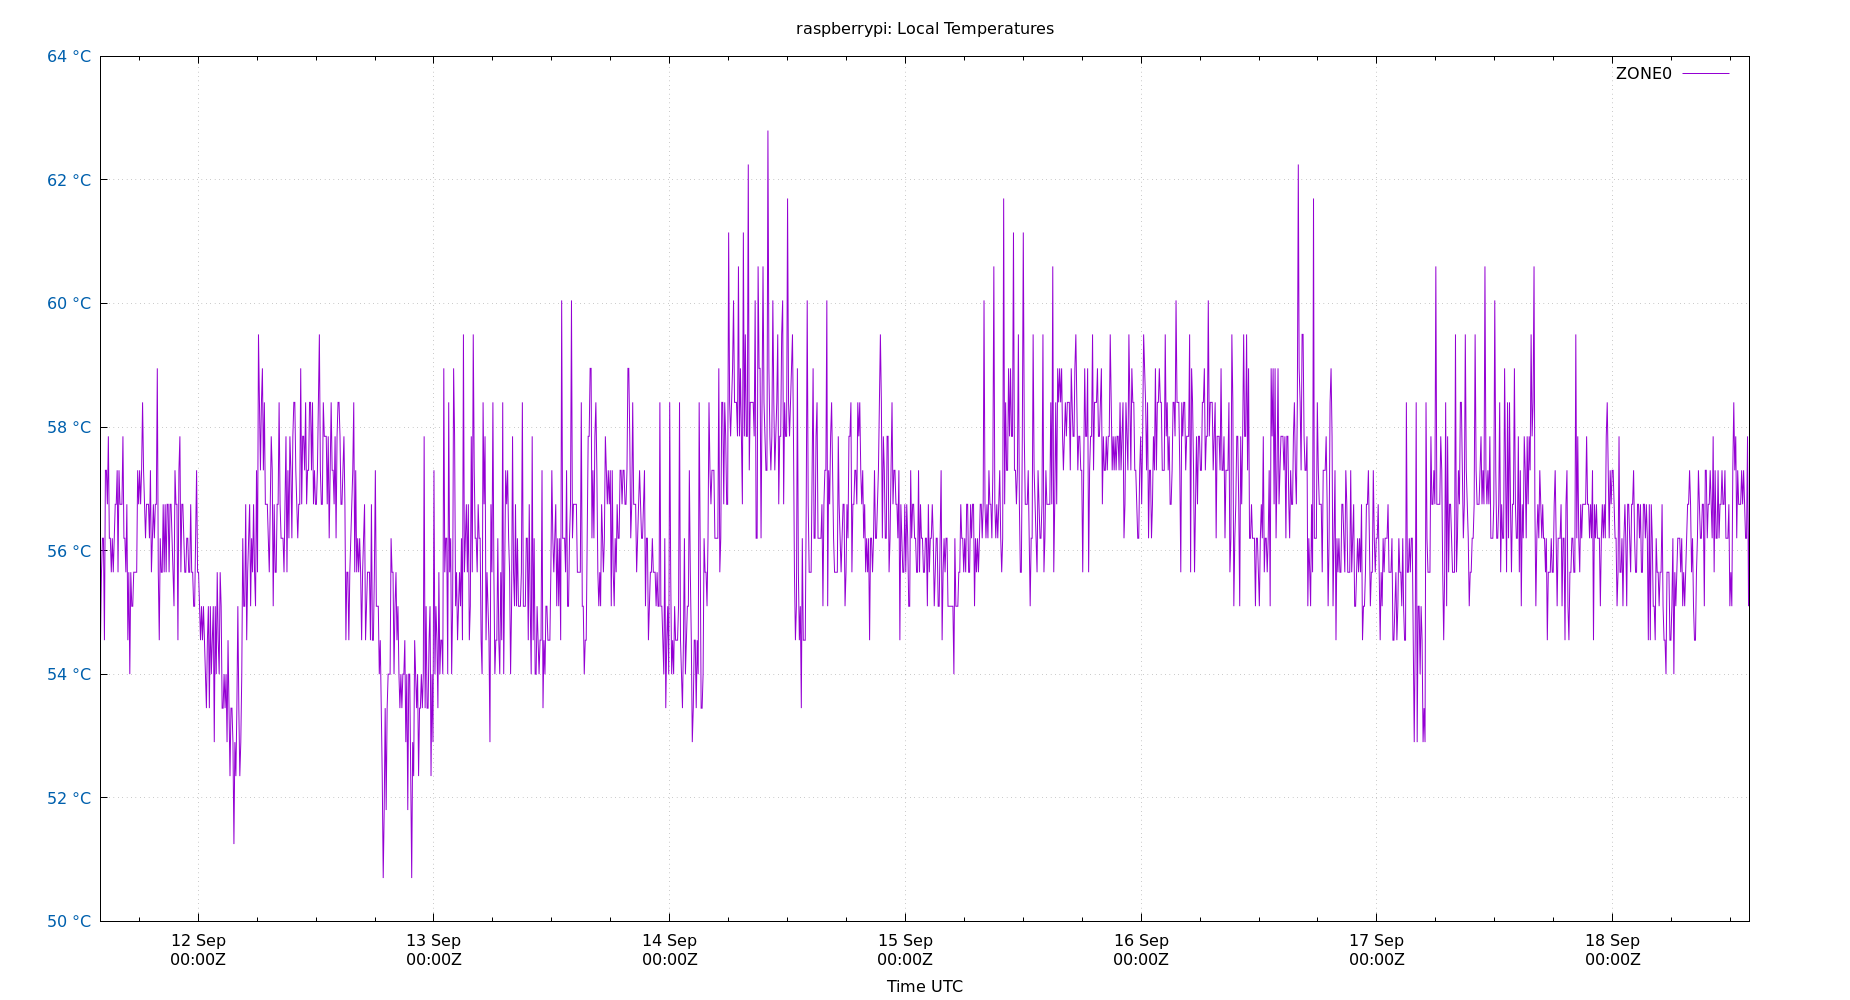 raspberrypi: Local Temperatures
64 °C
ZONE0
62 °C
60 °C
58 °C
56 °C
54 °C
52 °C
50 °C
12 Sep 13 Sep 14 Sep 15 Sep 16 Sep 17 Sep 18 Sep
00:00Z 00:00Z 00:00Z 00:00Z 00:00Z 00:00Z 00:00Z
Time UTC